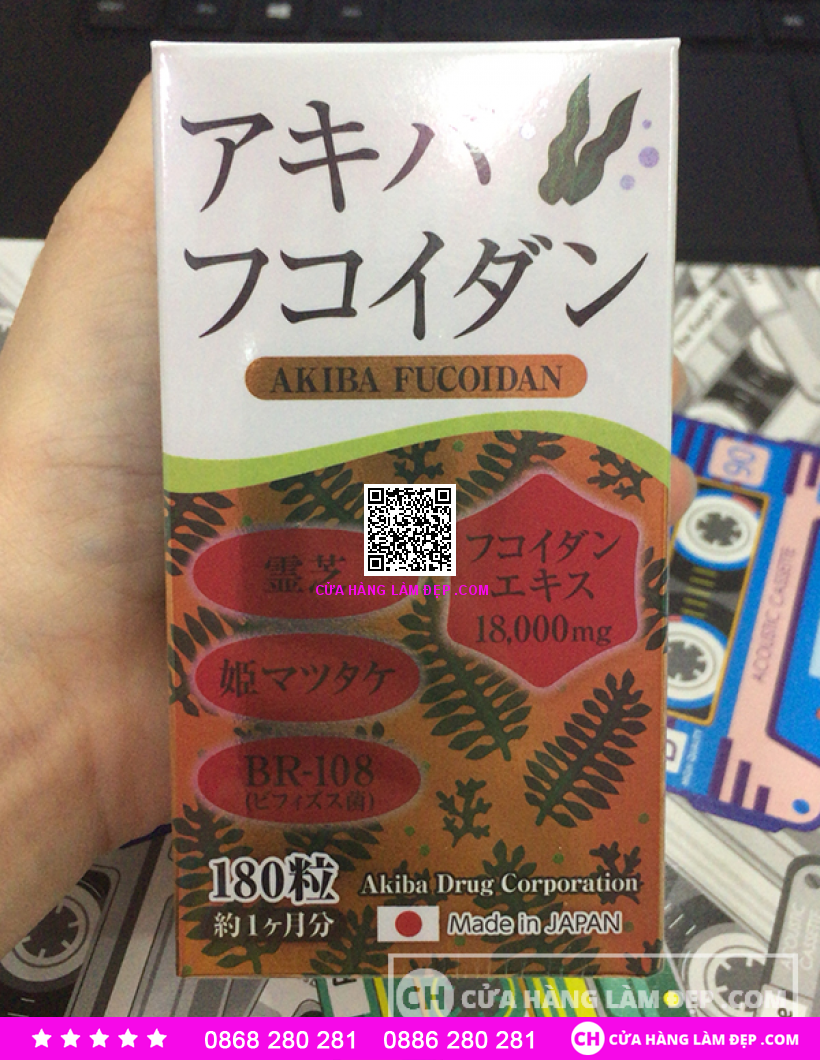 アキバ
フコイダン
AKIBA FUCOIDAN
フコイダン
エキス
18,000mg
霊芝
CỬA HÀNG LÀM ĐẸP .COM
姫マツタケ
BR-108
(ビフィズス菌)
180粒
約1ヶ月分
Akiba Drug Corporation
Made in JAPAN
90
ACOUSTIC CASSETTE
CH CỬA HÀNG LÀM ĐẸP .COM
0868 280 281 0886 280 281 CH CỬA HÀNG LÀM ĐẸP .COM